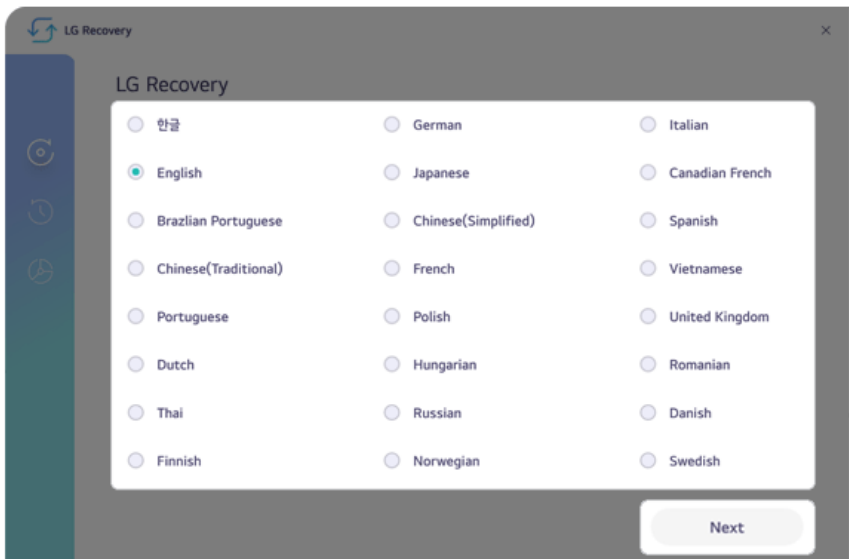 LG Recovery
LG Recovery
한글 German Italian
English Japanese Canadian French
Brazlian Portuguese Chinese(Simplified) Spanish
Chinese(Traditional) French Vietnamese
Portuguese Polish United Kingdom
Dutch Hungarian Romanian
Thai Russian Danish
Finnish Norwegian Swedish
Next